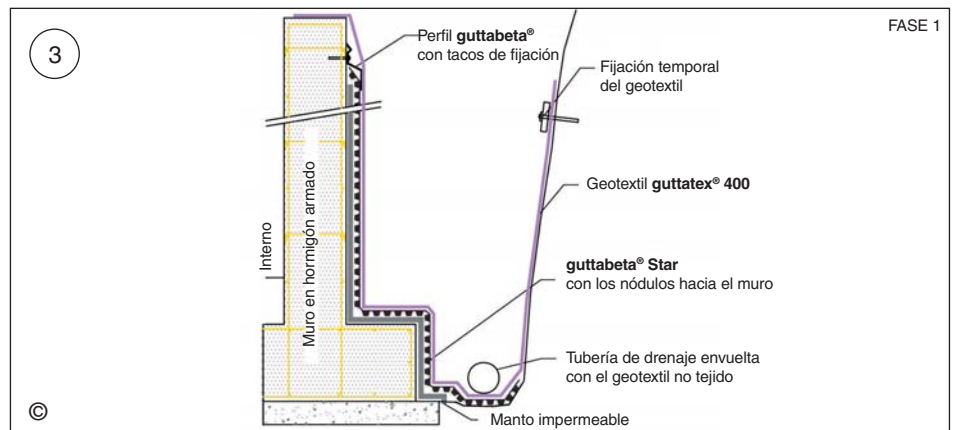 3
FASE 1
Perfil guttabeta®
con tacos de fijación
Fijación temporal
del geotextil
Geotextil guttatex® 400
guttabeta® Star
con los nódulos hacia el muro
Tubería de drenaje envuelta
con el geotextil no tejido
Manto impermeable
Interno
Muro en hormigón armado
©